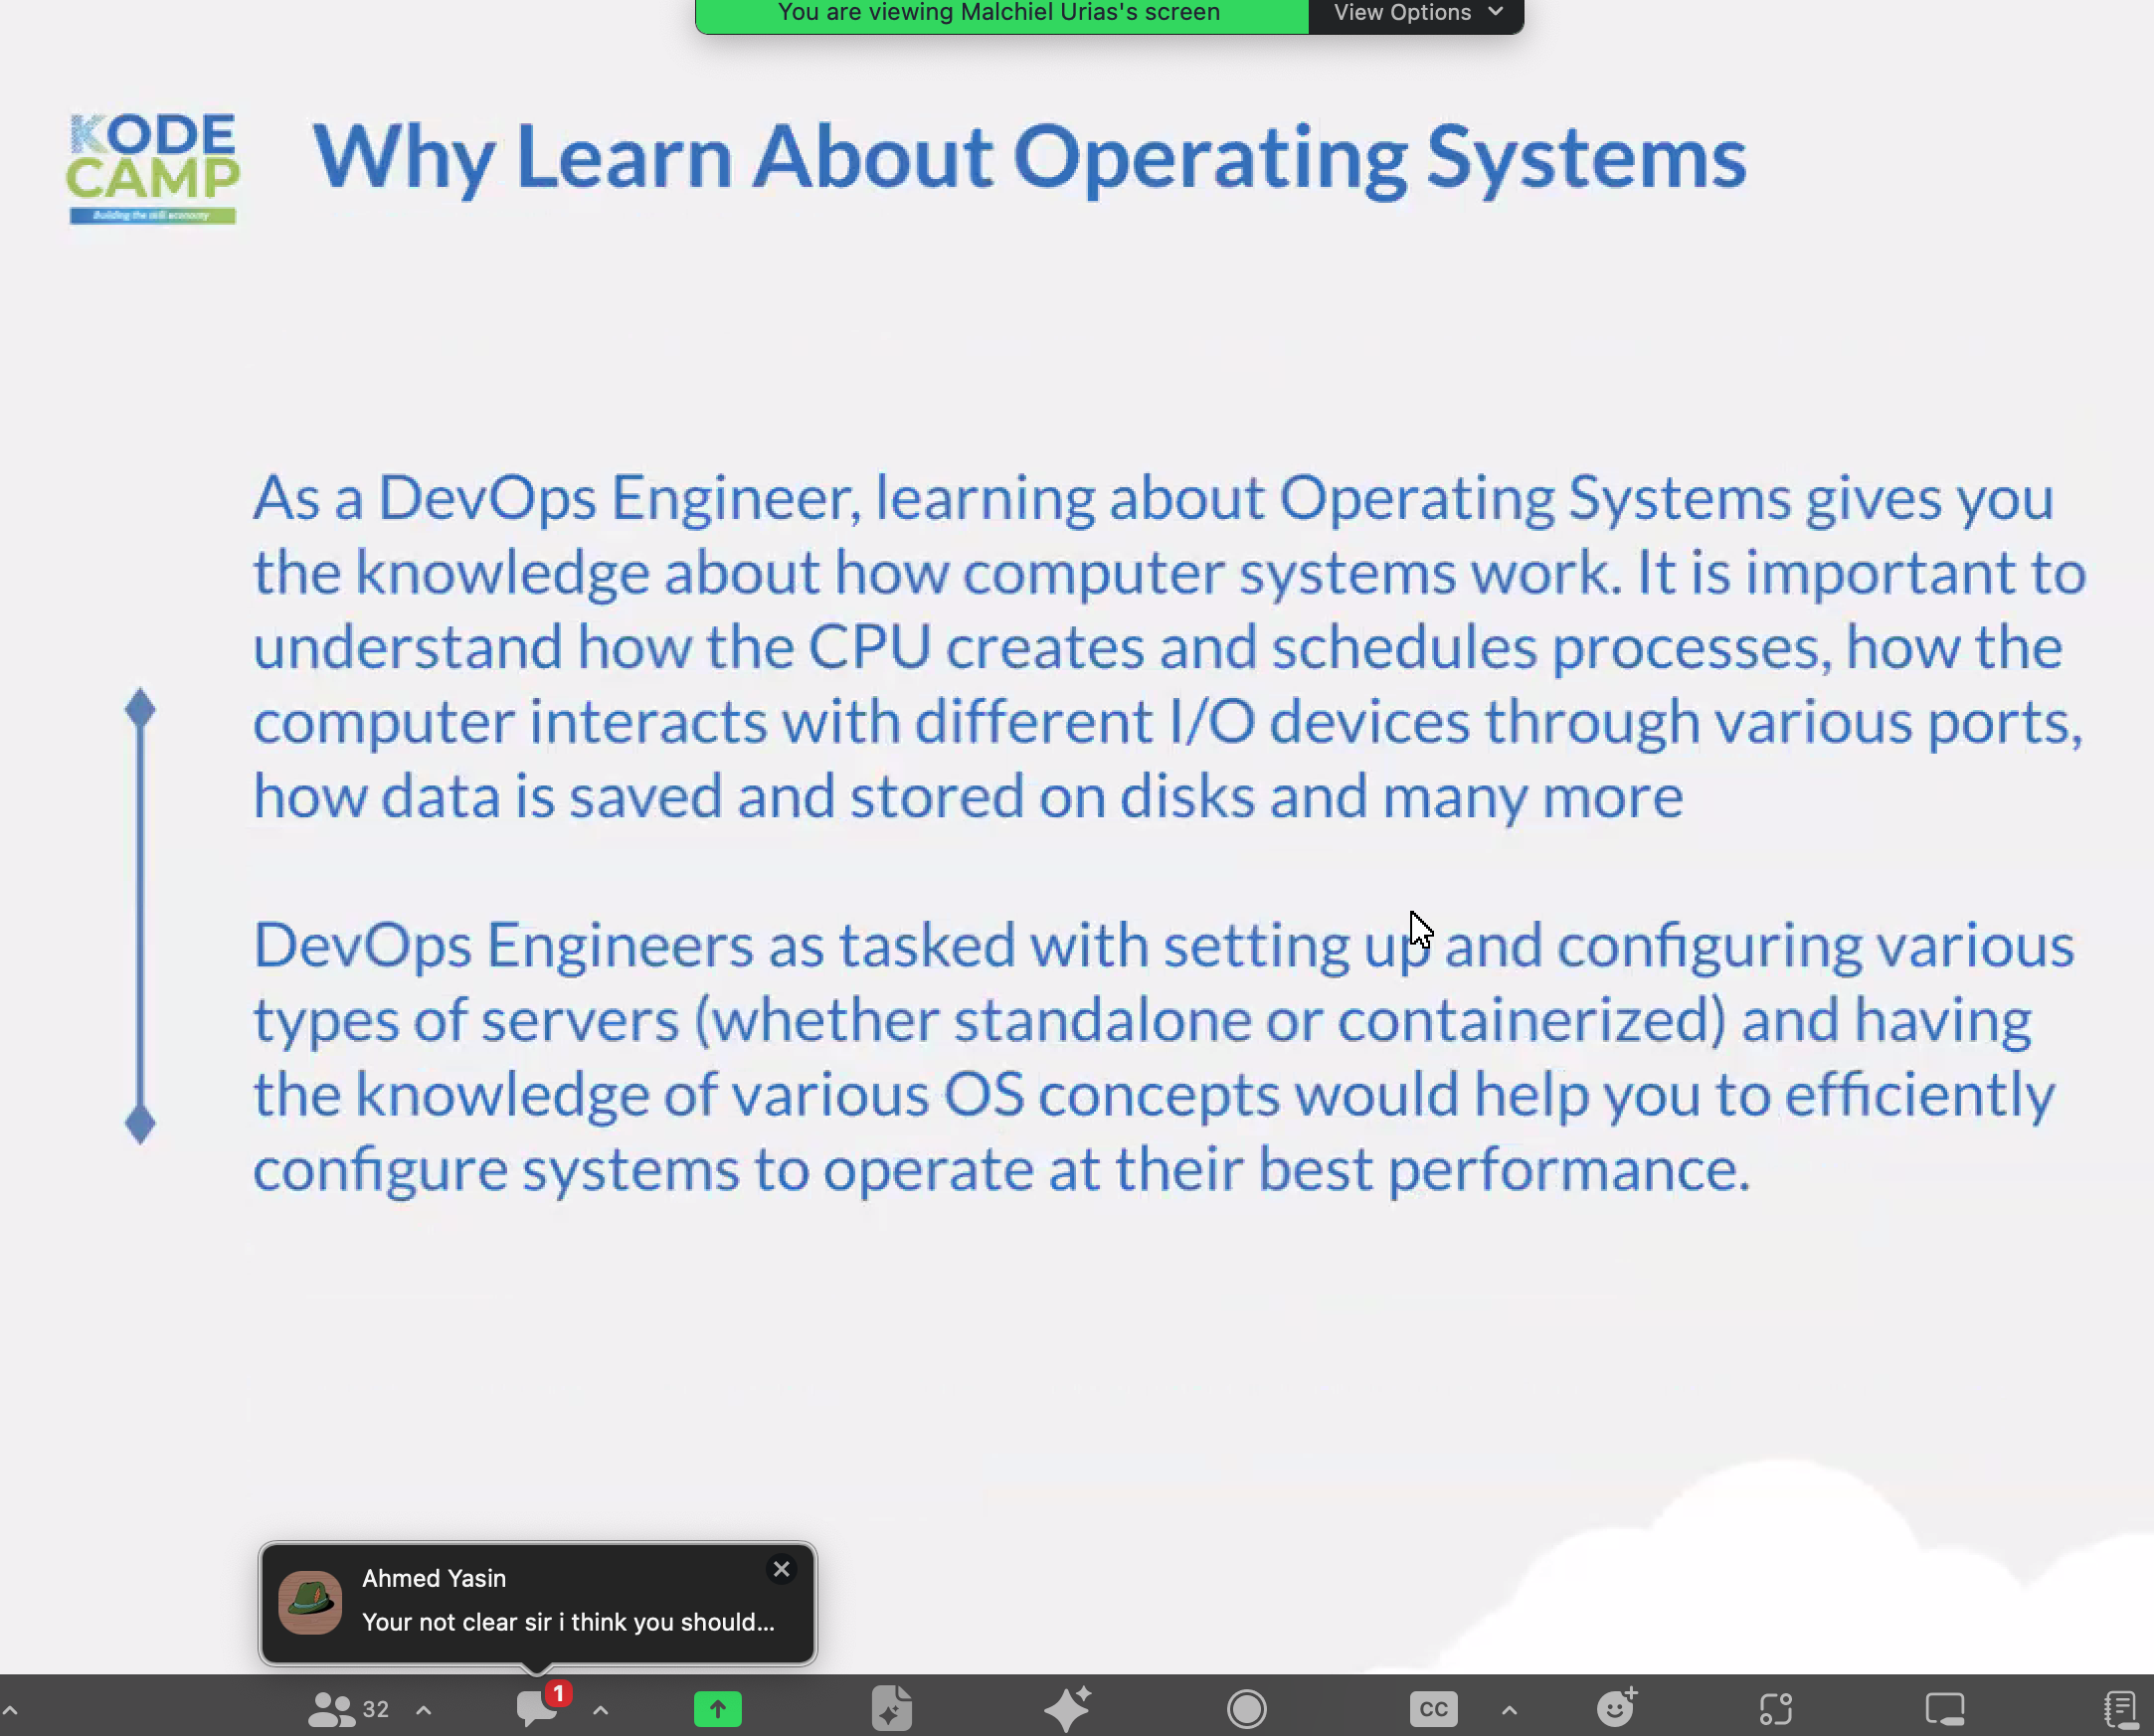 You are viewing Malchiel Urias's screen
View Options
KODE
CAMP
Building the skill economy
Why Learn About Operating Systems
As a DevOps Engineer, learning about Operating Systems gives you
the knowledge about how computer systems work. It is important to
understand how the CPU creates and schedules processes, how the
computer interacts with different I/O devices through various ports,
how data is saved and stored on disks and many more
DevOps Engineers as tasked with setting up and configuring various
types of servers (whether standalone or containerized) and having
the knowledge of various OS concepts would help you to efficiently
configure systems to operate at their best performance.
Ahmed Yasin
Your not clear sir i think you should...
32
1
CC